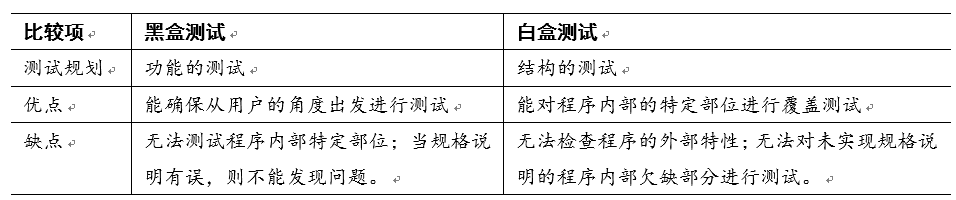 比较项 黑盒测试 白盒测试
测试规划 功能的测试 结构的测试
优点 能确保从用户的角度出发进行测试 能对程序内部的特定部位进行覆盖测试
缺点 无法测试程序内部特定部位；当规格说 无法检查程序的外部特性；无法对未实现规格说
明有误，则不能发现问题。 明的程序内部欠缺部分进行测试。